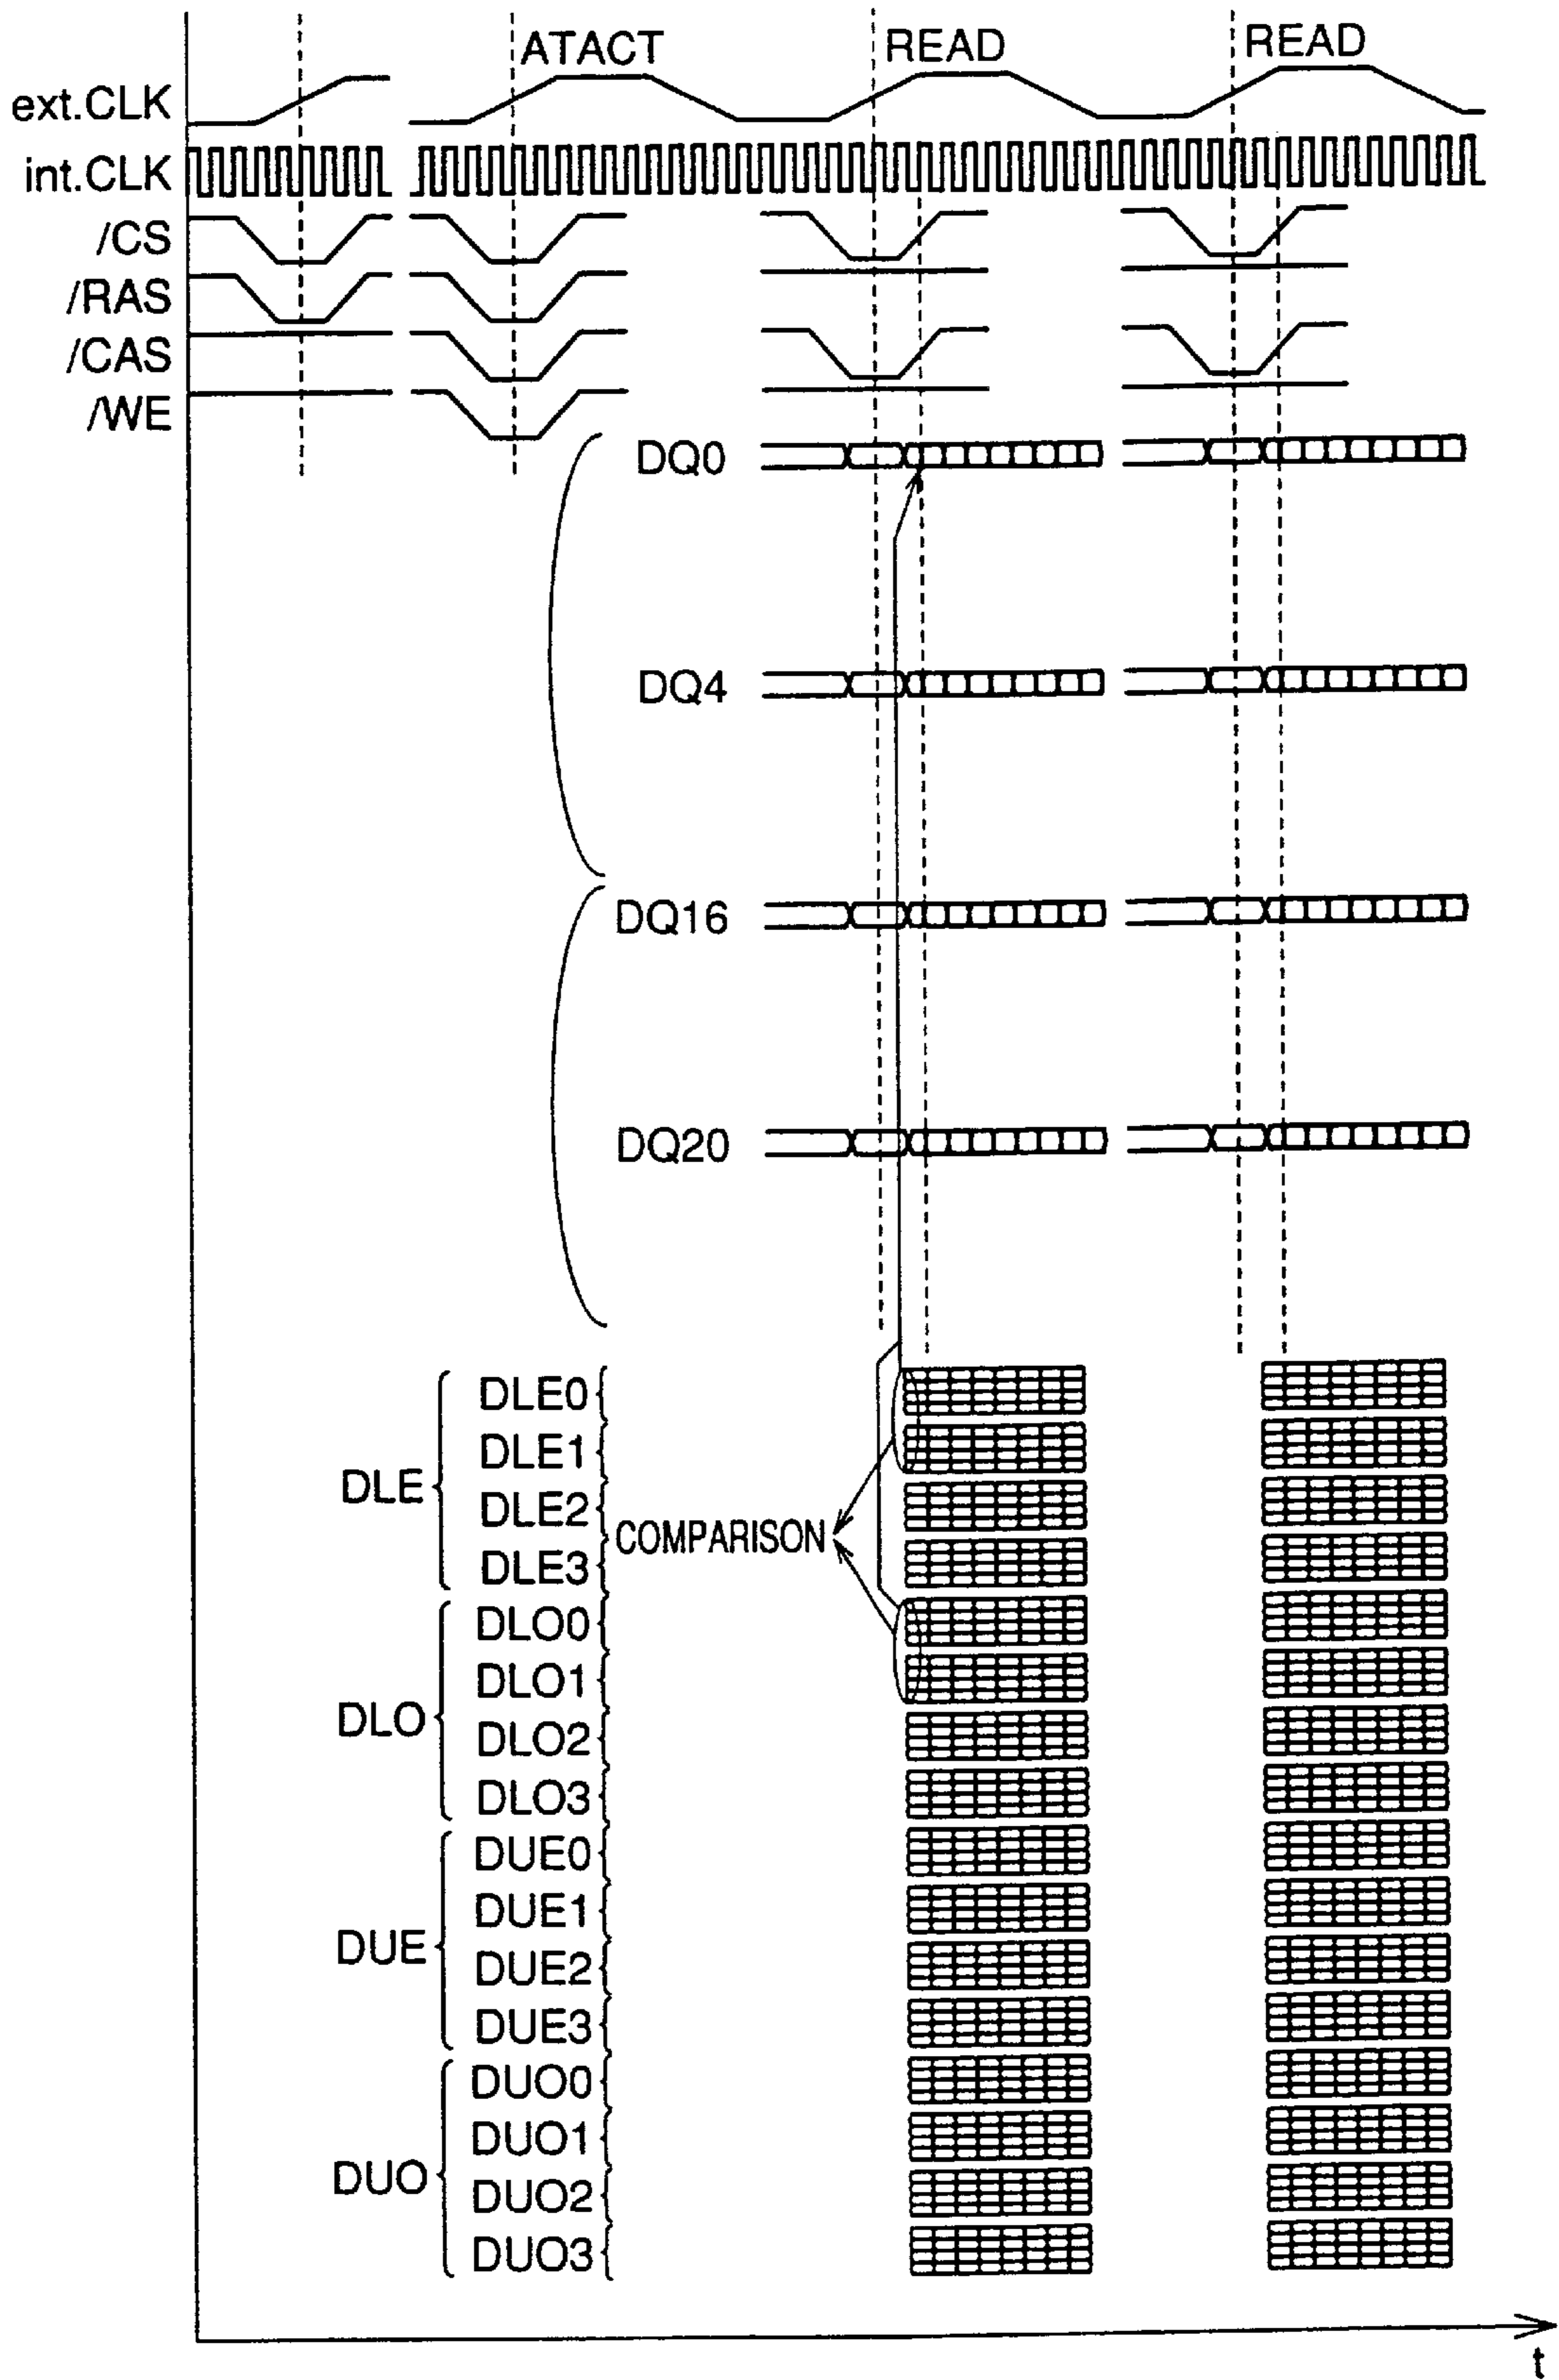 ATACT READ READ
ext.CLK
int.CLK
/CS
/RAS
/CAS
/WE
DQ0
DQ4
DQ16
DQ20
DLE0
DLE1
DLE
DLE2
COMPARISON
DLE3
DLO0
DLO1
DLO
DLO2
DLO3
DUE0
DUE1
DUE
DUE2
DUE3
DUO0
DUO1
DUO
DUO2
DUO3
t